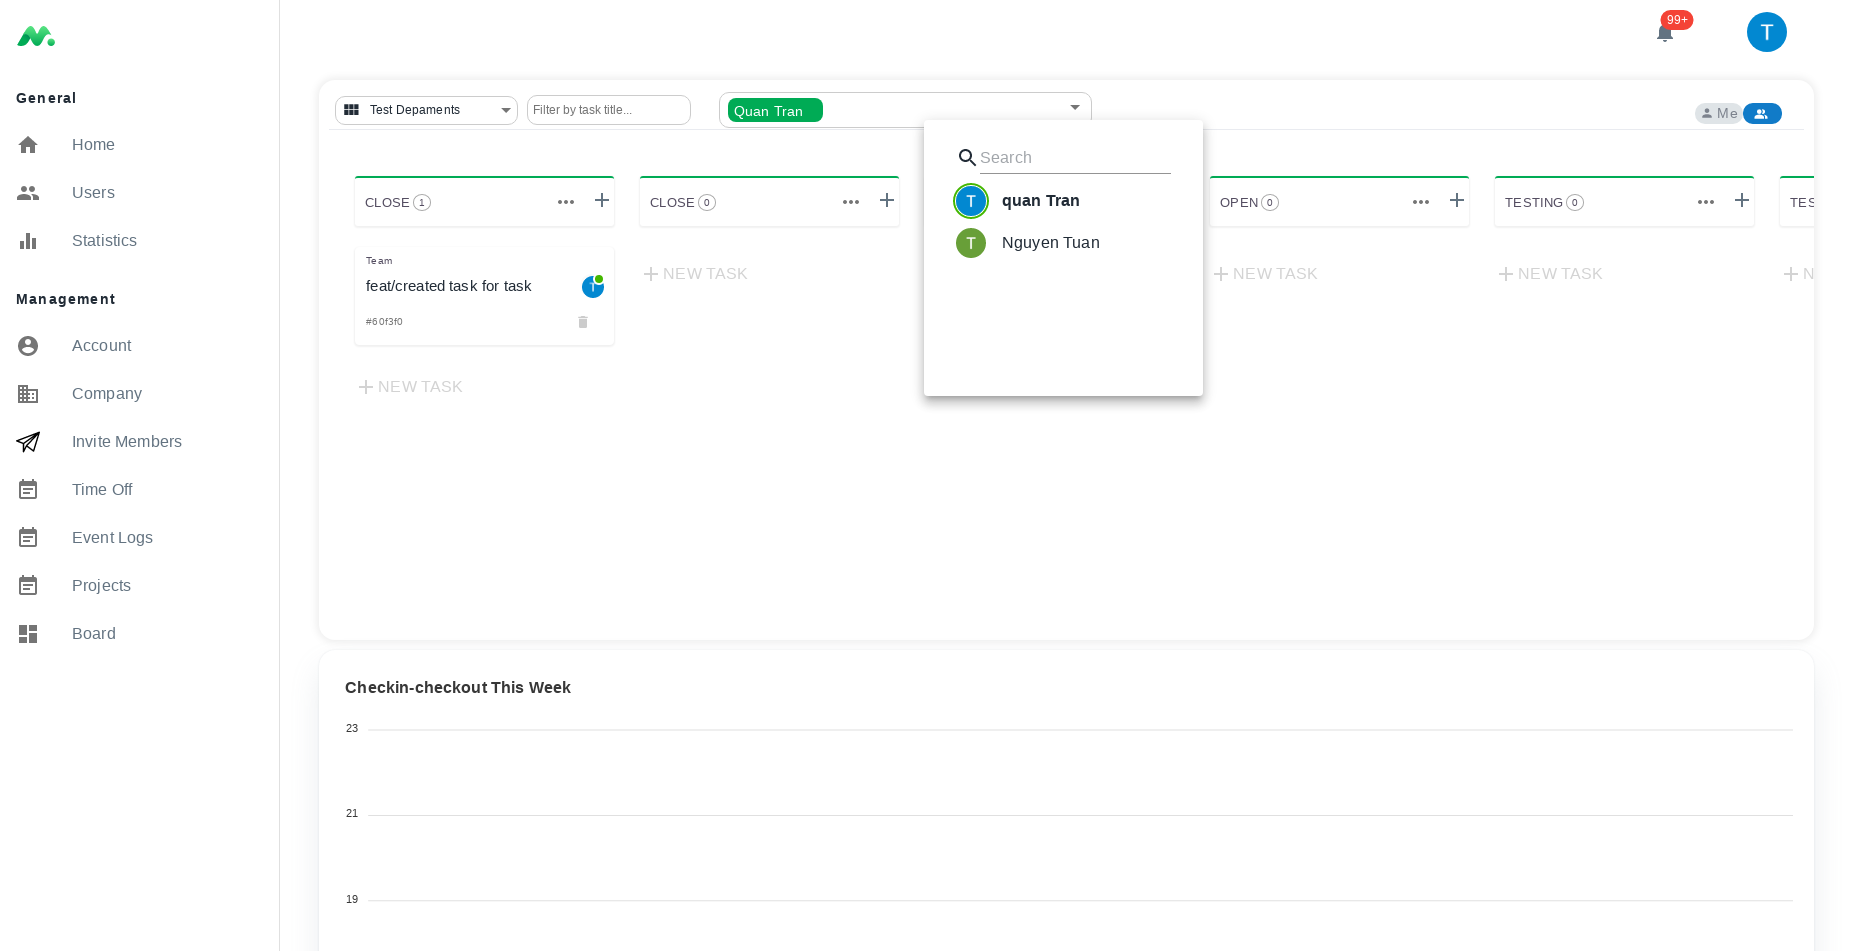 99+
T
General
Home
Users
Statistics
Management
Account
Company
Invite Members
Time Off
Event Logs
Projects
Board
Test Depaments
Filter by task title...
Quan Tran
Me
Search
T quan Tran
T Nguyen Tuan
CLOSE 1
Team
feat/created task for task
T
#60f3f0
NEW TASK
CLOSE 0
NEW TASK
OPEN 0
NEW TASK
TESTING 0
NEW TASK
TES
N
Checkin-checkout This Week
23
21
19